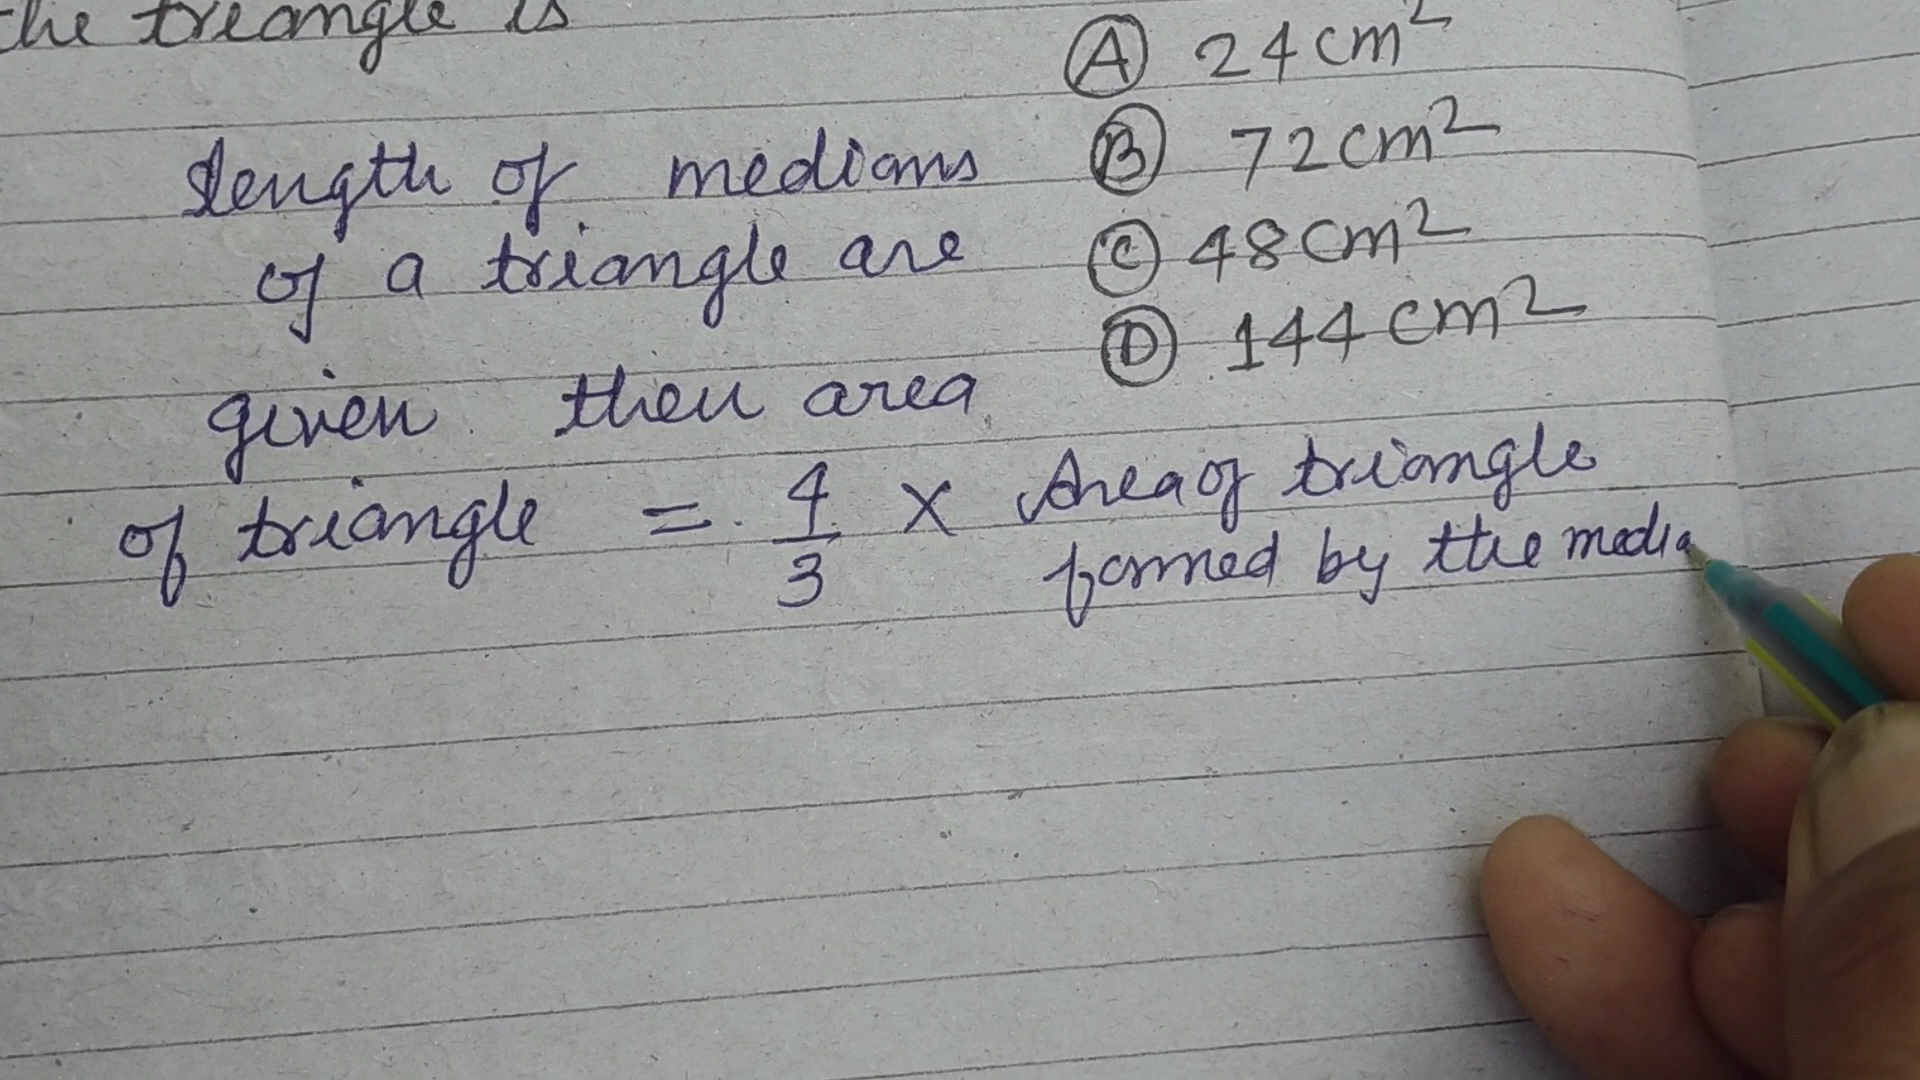 the triangle is
(A) 24 cm²
(B) 72 cm²
(C) 48 cm²
(D) 144 cm²
length of medians
of a triangle are
given then area
of triangle = 4/3 × Area of triangle
formed by the media